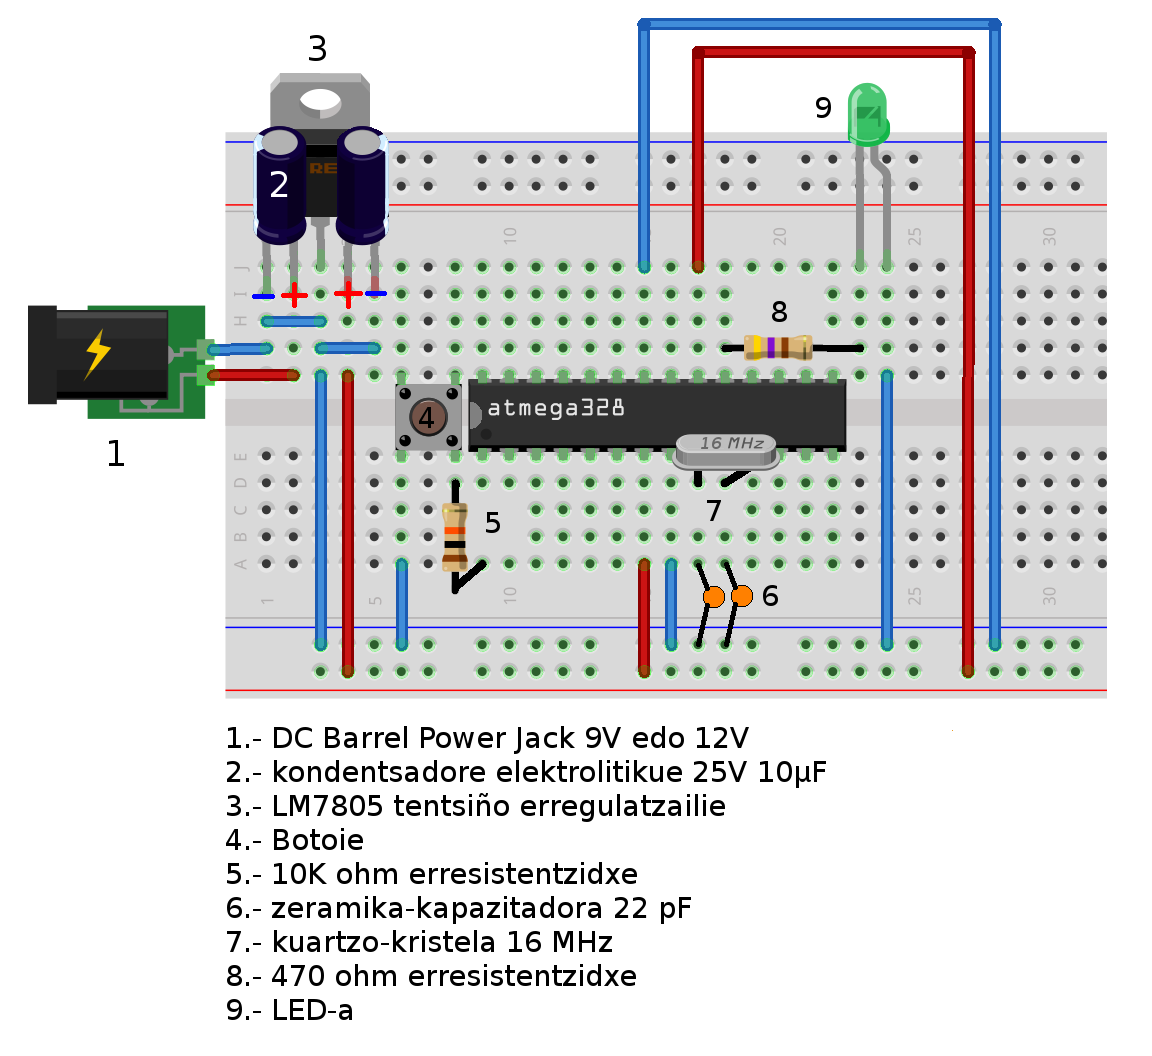 3
9
2
RE
10
20
25
30
J
I
H
8
1
4
atmega328
16 MHz
E
D
C
B
A
5
7
6
1
5
10
25
30
1.- DC Barrel Power Jack 9V edo 12V
2.- kondentsadore elektrolitikue 25V 10µF
3.- LM7805 tentsiño erregulatzailie
4.- Botoie
5.- 10K ohm erresistentzidxe
6.- zeramika-kapazitadora 22 pF
7.- kuartzo-kristela 16 MHz
8.- 470 ohm erresistentzidxe
9.- LED-a